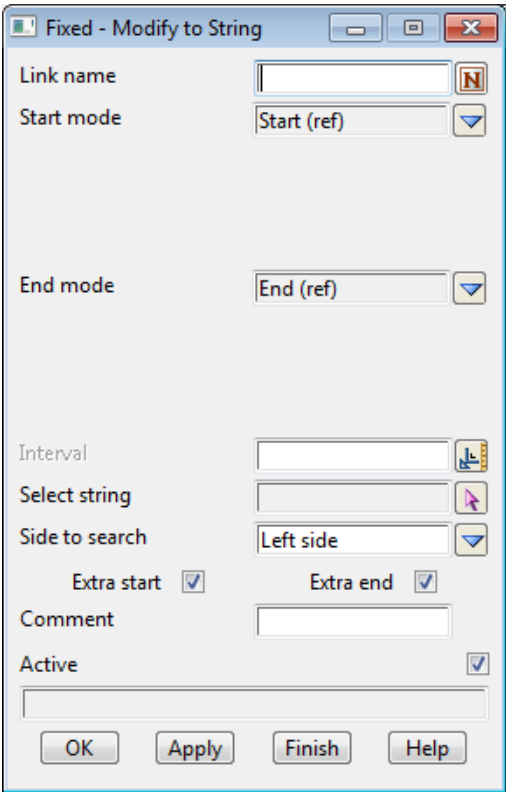 Fixed - Modify to String
Link name N
Start mode Start (ref)
End mode End (ref)
Interval
Select string
Side to search Left side
Extra start Extra end
Comment
Active
OK Apply Finish Help